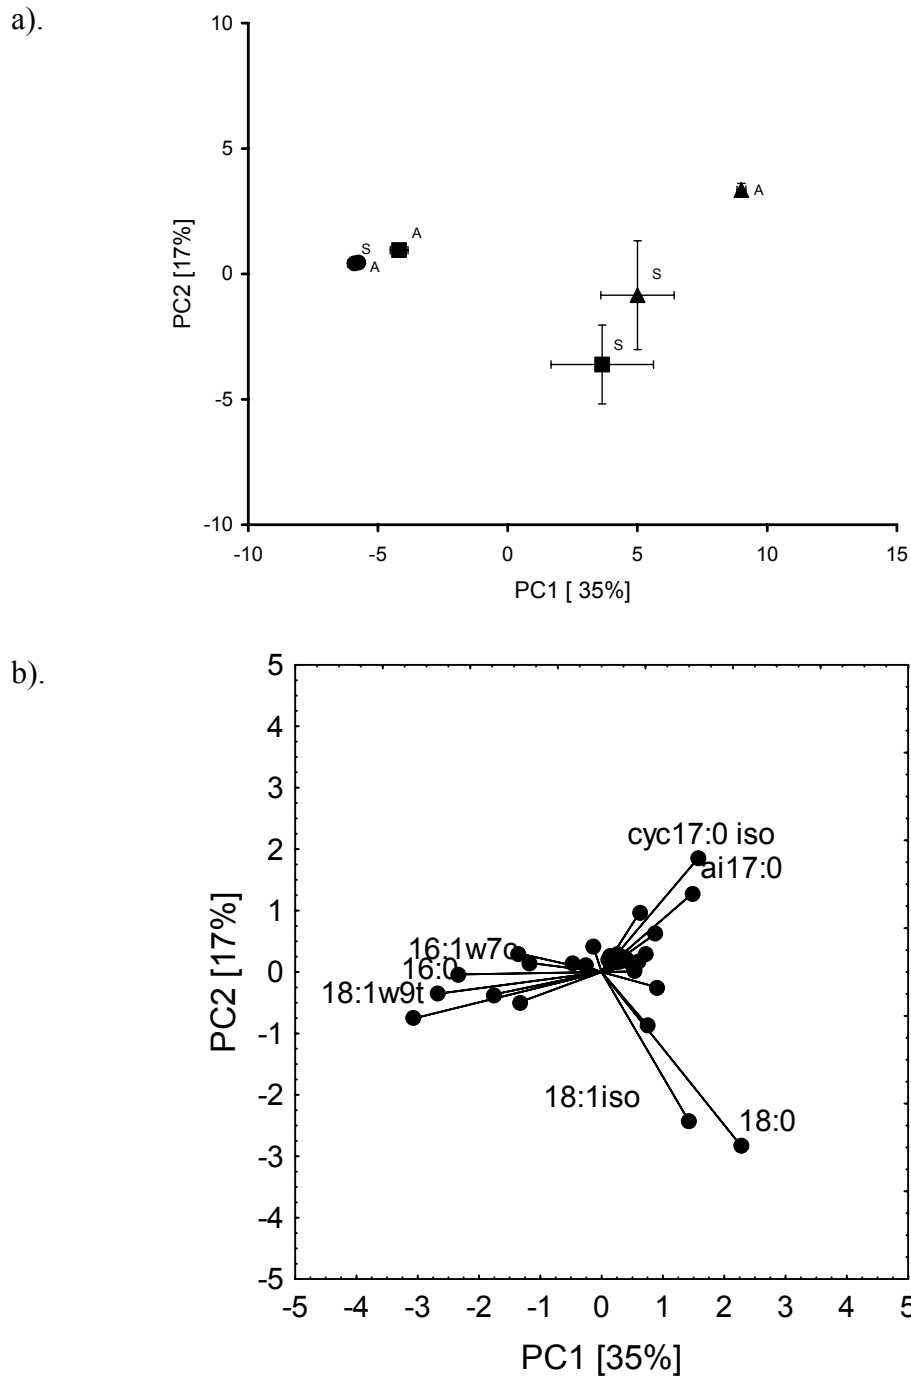 a).
10
5
0
-5
-10
PC2 [17%]
S
A
A
A
S
S
-10 -5 0 5 10 15
PC1 [ 35%]
b).
5
4
3
2
1
0
-1
-2
-3
-4
-5
PC2 [17%]
cyc17:0 iso
ai17:0
16:1w7c
16:0
18:1w9t
18:1iso
18:0
-5 -4 -3 -2 -1 0 1 2 3 4 5
PC1 [35%]